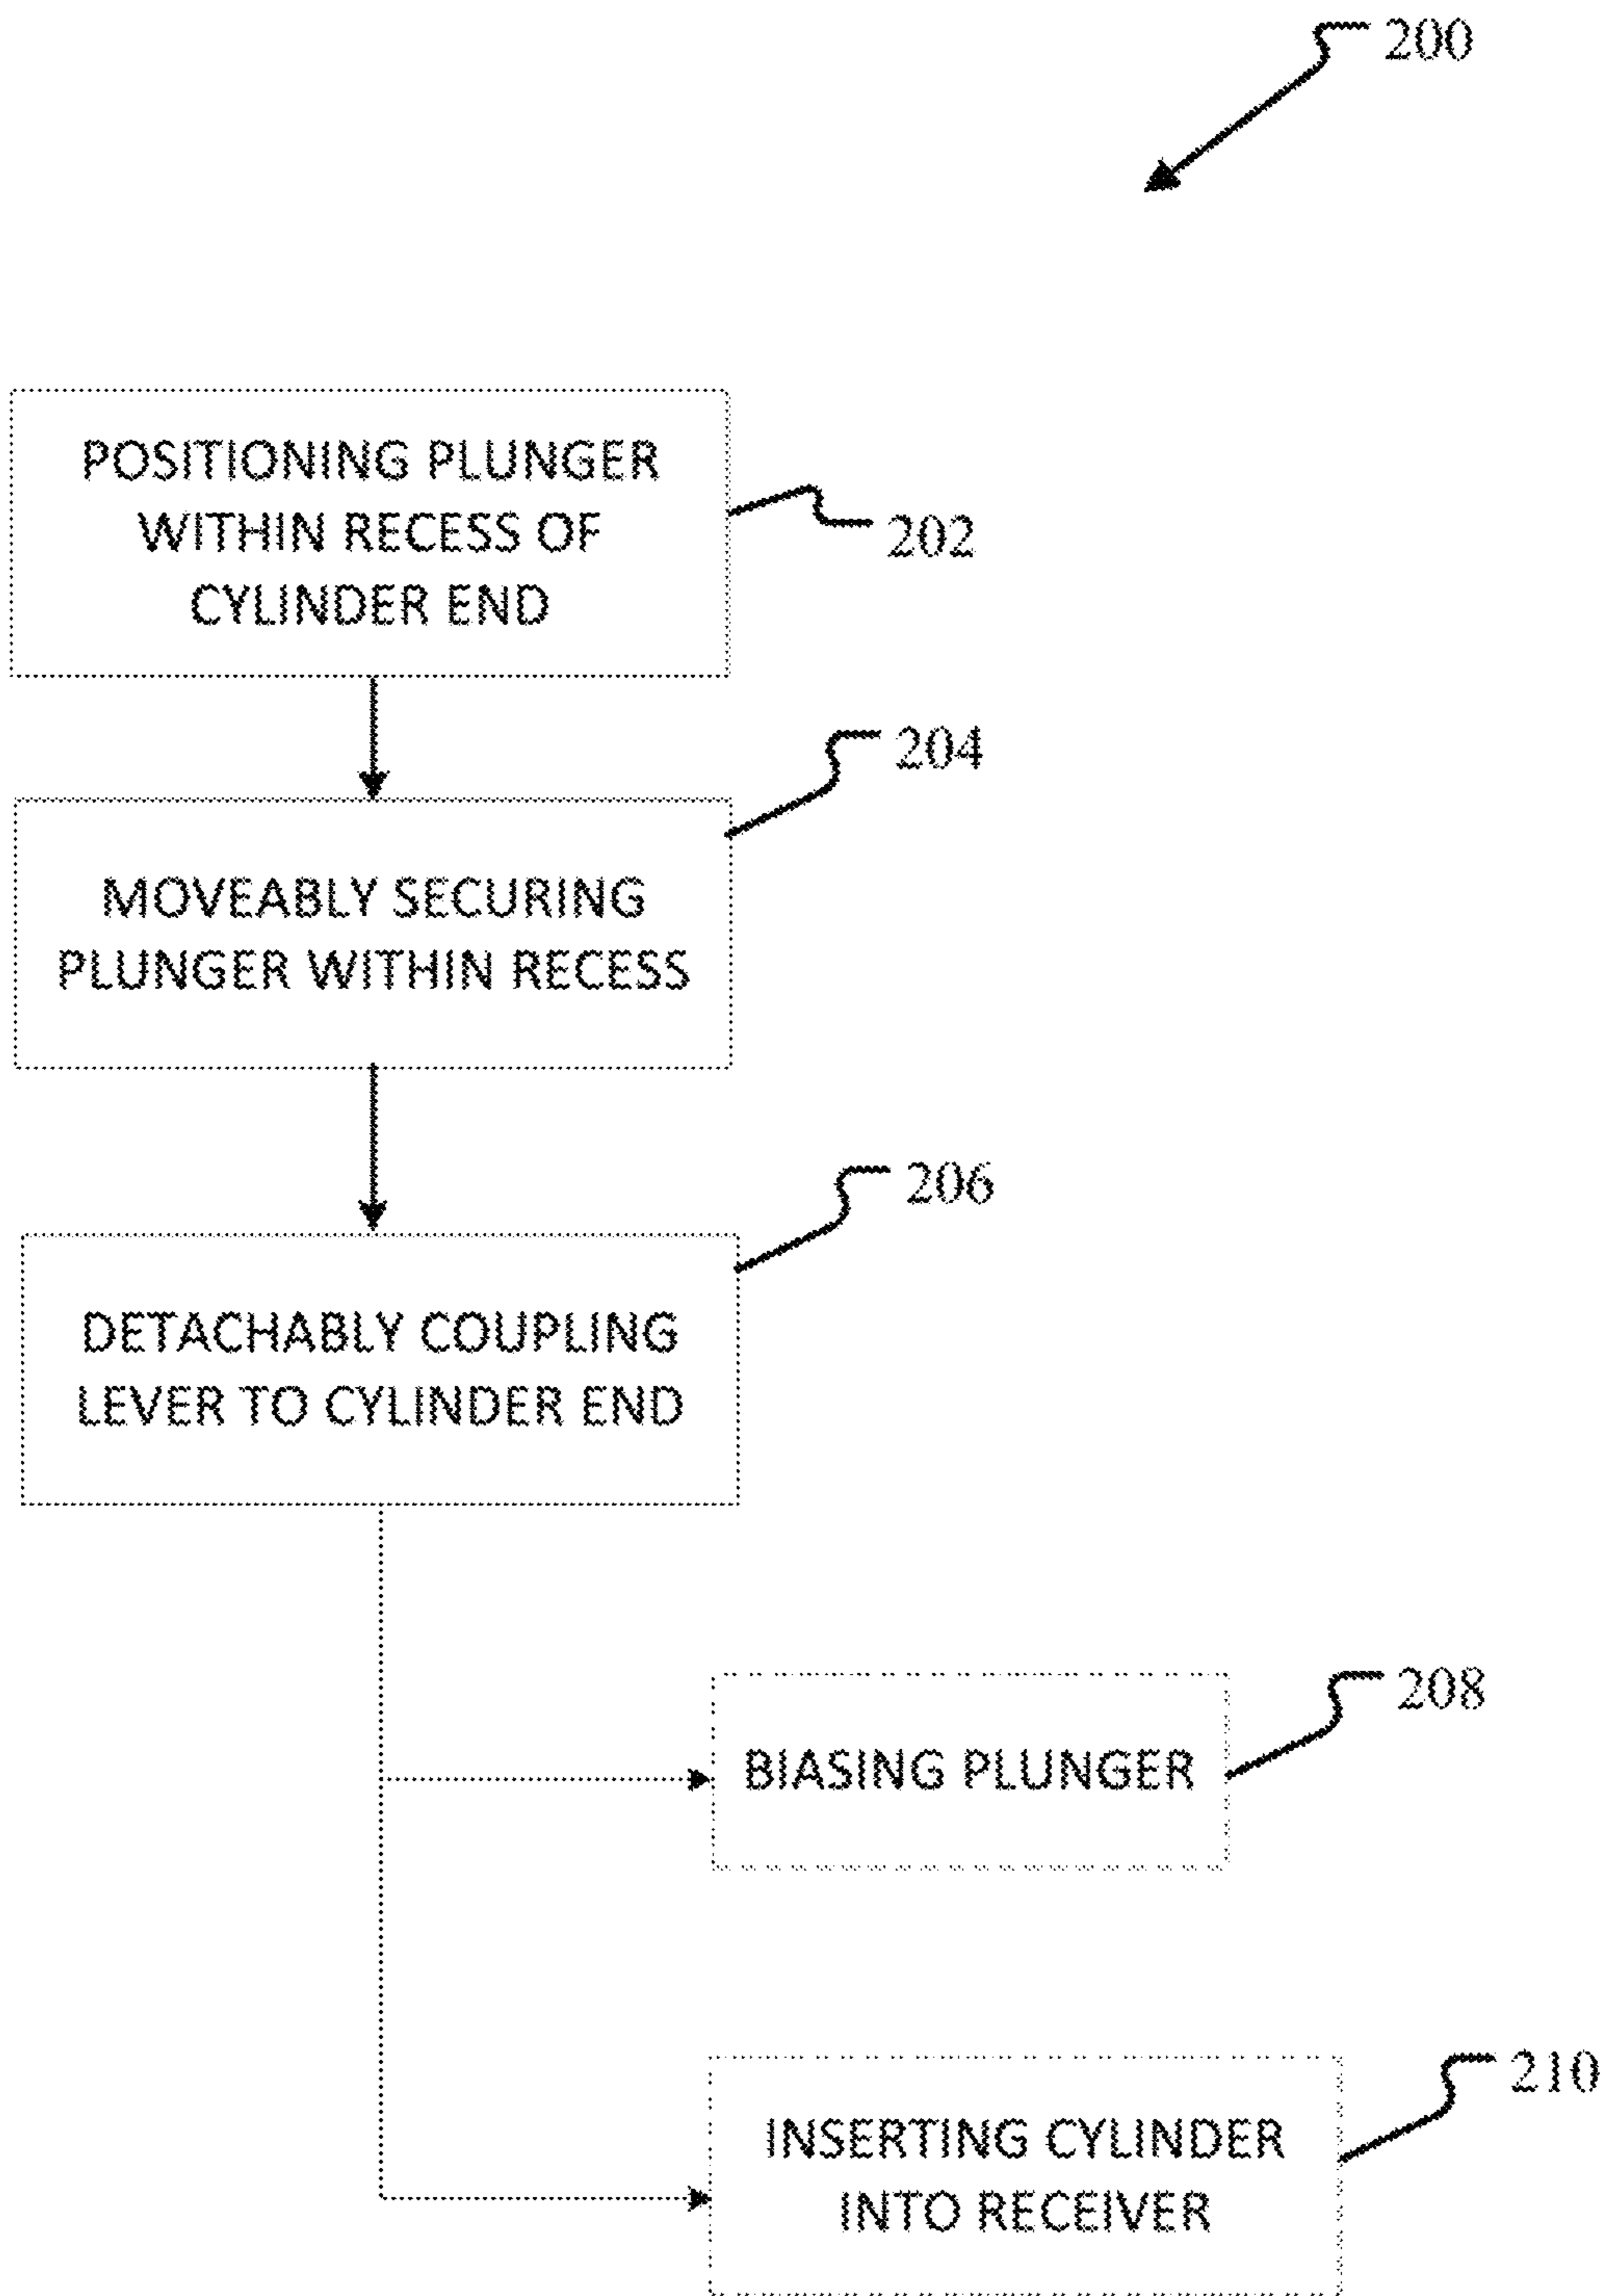 200
POSITIONING PLUNGER
WITHIN RECESS OF
CYLINDER END
202
204
MOVEABLY SECURING
PLUNGER WITHIN RECESS
206
DETACHABLY COUPLING
LEVER TO CYLINDER END
208
BIASING PLUNGER
210
INSERTING CYLINDER
INTO RECEIVER